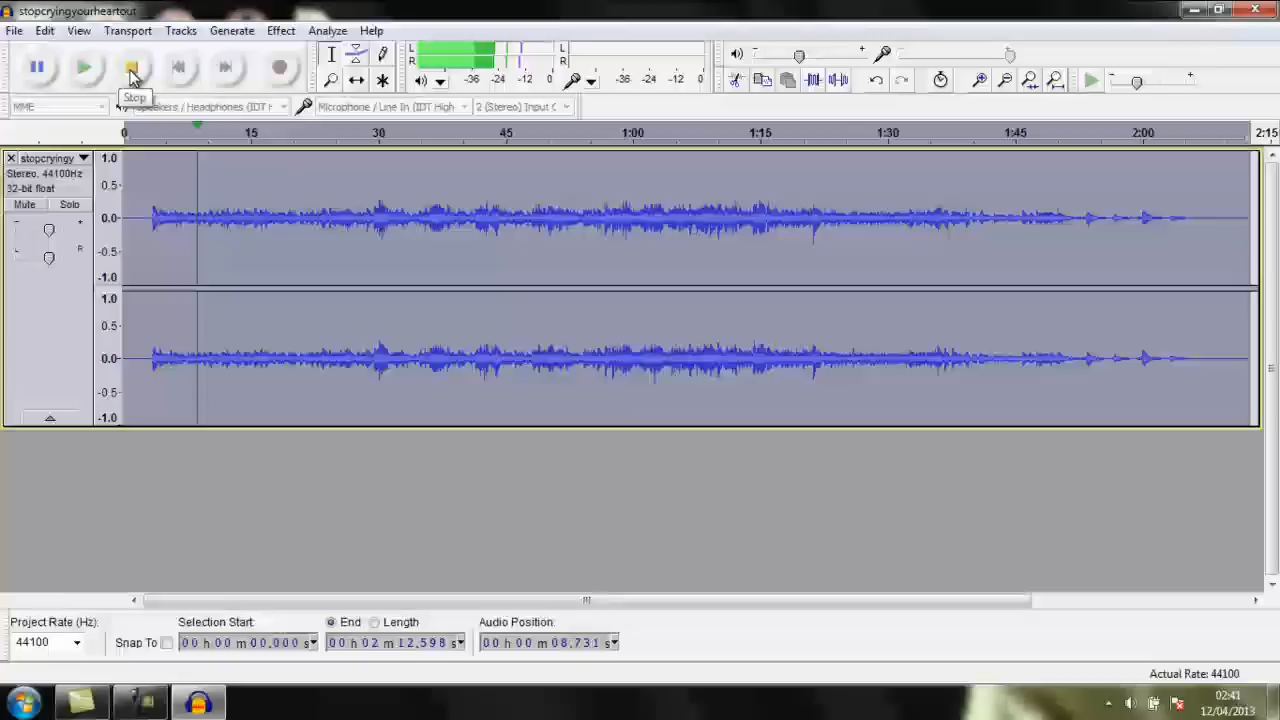 stopcryingyourheartout
File Edit View Transport Tracks Generate Effect Analyze Help
L R -36 -24 -12 0 L R -36 -24 -12 0
Stop
MME Speakers / Headphones (IDT H Microphone / Line In (IDT High 2 (Stereo) Input C
0 15 30 45 1:00 1:15 1:30 1:45 2:00 2:15
stopcryingy
Stereo, 44100Hz
32-bit float
Mute Solo
- +
L R
1.0
0.5
0.0
-0.5
-1.0
1.0
0.5
0.0
-0.5
-1.0
Project Rate (Hz): Selection Start: End Length Audio Position:
44100 Snap To 00 h 00 m 00.000 s 00 h 02 m 12.598 s 00 h 00 m 08.731 s
Actual Rate: 44100
02:41
12/04/2013